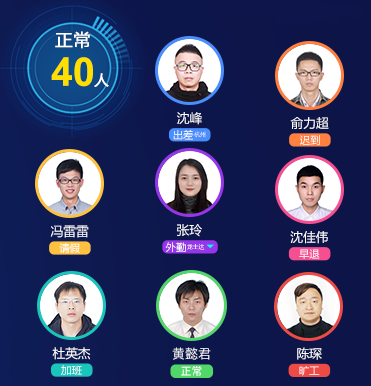 正常
40人
沈峰
出差 杭州
俞力超
迟到
冯雷雷
请假
张玲
外勤 龙士达
沈佳伟
早退
杜英杰
加班
黄懿君
正常
陈琛
旷工